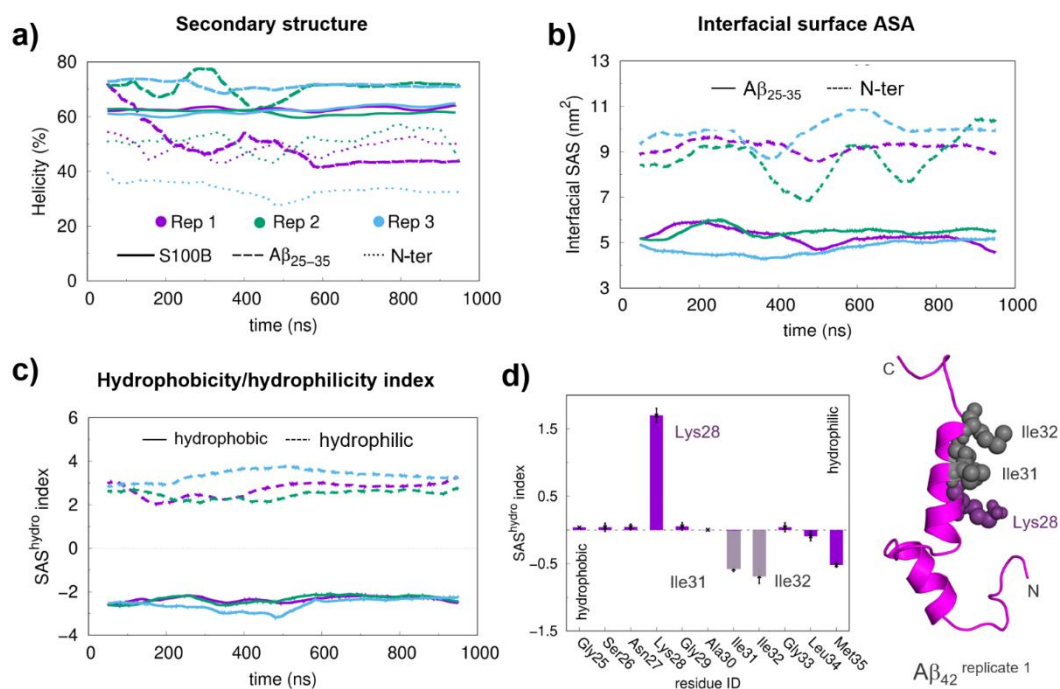 a)
Secondary structure
Helicity (%)
80
60
40
20
0
Rep 1 Rep 2 Rep 3
S100B Aβ25−35 N-ter
0 200 400 600 800 1000
time (ns)
b)
Interfacial surface ASA
Interfacial SAS (nm²)
13
11
9
7
5
3
Aβ25-35 N-ter
0 200 400 600 800 1000
time (ns)
c)
Hydrophobicity/hydrophilicity index
SAS^hydro index
6
4
2
0
−2
−4
hydrophobic hydrophilic
0 200 400 600 800 1000
time (ns)
d)
SAS^hydro index
1.5
0.5
-0.5
-1.5
Lys28
hydrophilic
hydrophobic
Ile31 Ile32
Gly25 Ser26 Asn27 Lys28 Gly29 Ala30 Ile31 Ile32 Gly33 Leu34 Met35
residue ID
C
Ile32
Ile31
Lys28
N
Aβ42 replicate 1